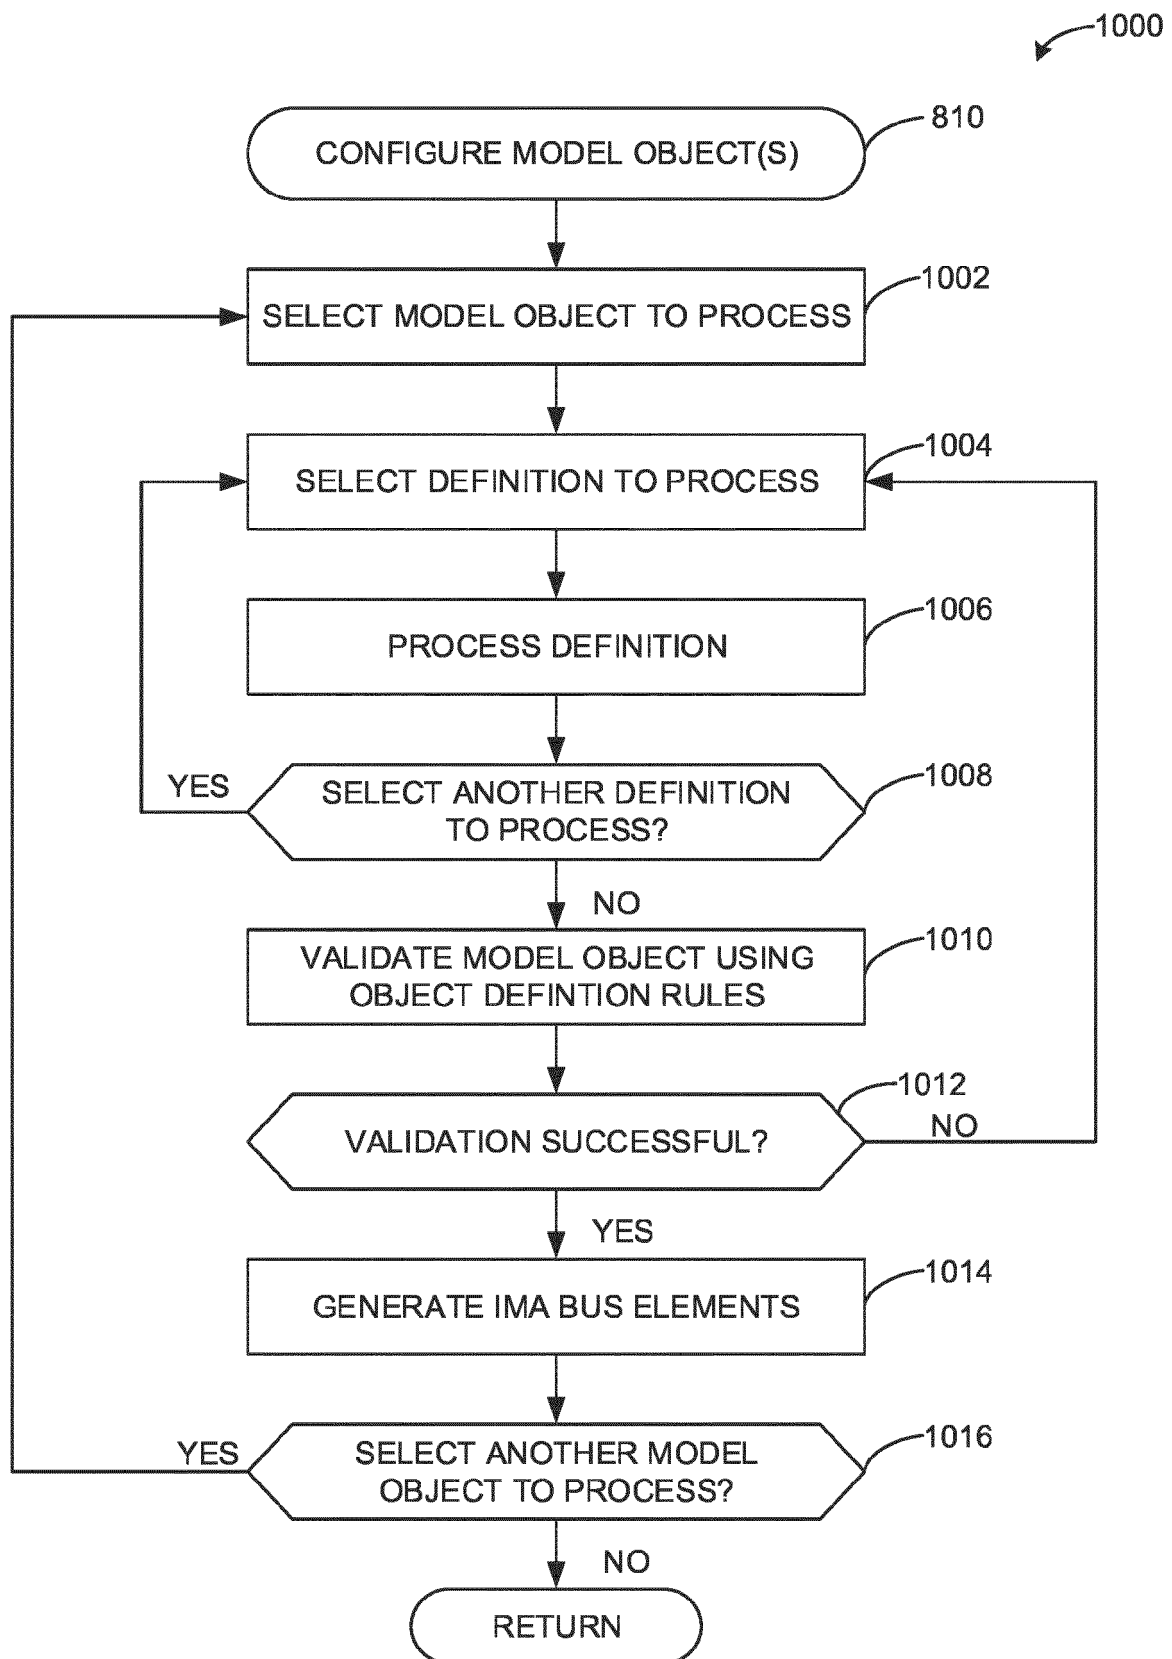 1000
810
CONFIGURE MODEL OBJECT(S)
1002
SELECT MODEL OBJECT TO PROCESS
1004
SELECT DEFINITION TO PROCESS
1006
PROCESS DEFINITION
1008
YES
SELECT ANOTHER DEFINITION
TO PROCESS?
NO
1010
VALIDATE MODEL OBJECT USING
OBJECT DEFINTION RULES
1012
VALIDATION SUCCESSFUL?
NO
YES
1014
GENERATE IMA BUS ELEMENTS
1016
YES
SELECT ANOTHER MODEL
OBJECT TO PROCESS?
NO
RETURN